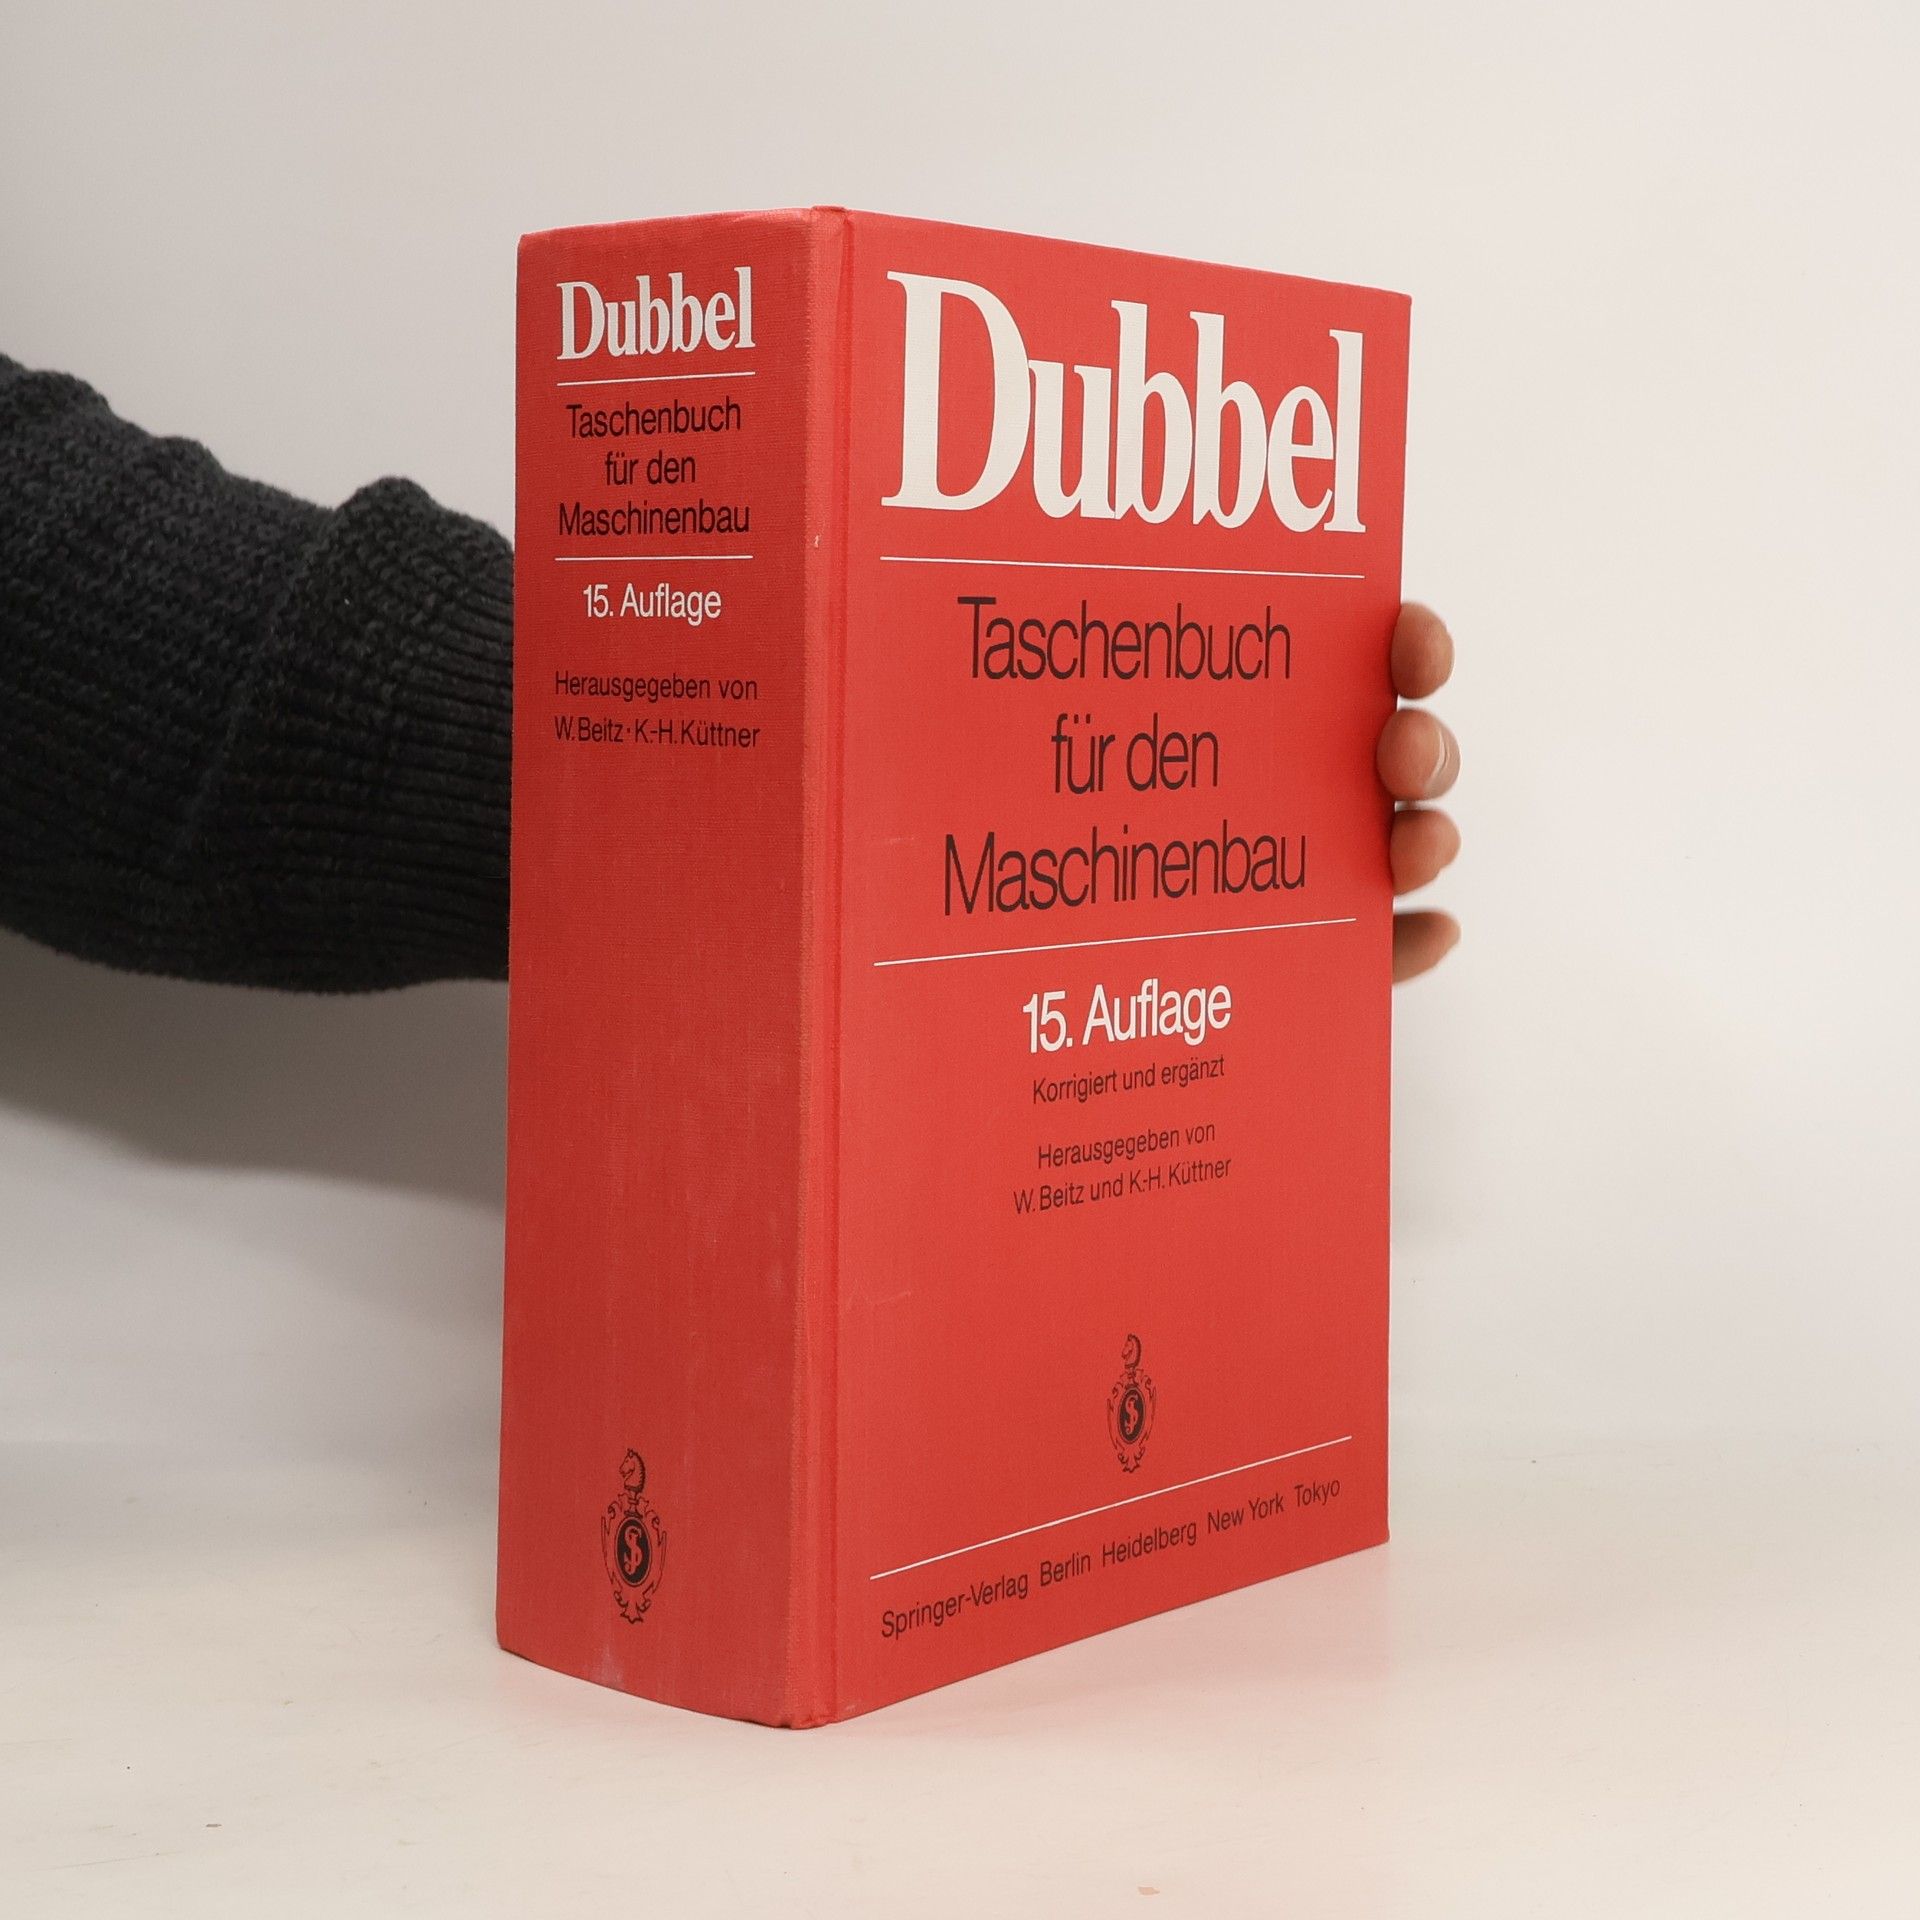 Dubbel
Taschenbuch
für den
Maschinenbau
15. Auflage
Herausgegeben von
W. Beitz · K.-H. Küttner
Dubbel
Taschenbuch
für den
Maschinenbau
15. Auflage
Korrigiert und ergänzt
Herausgegeben von
W. Beitz und K.-H. Küttner
Springer-Verlag Berlin Heidelberg New York Tokyo